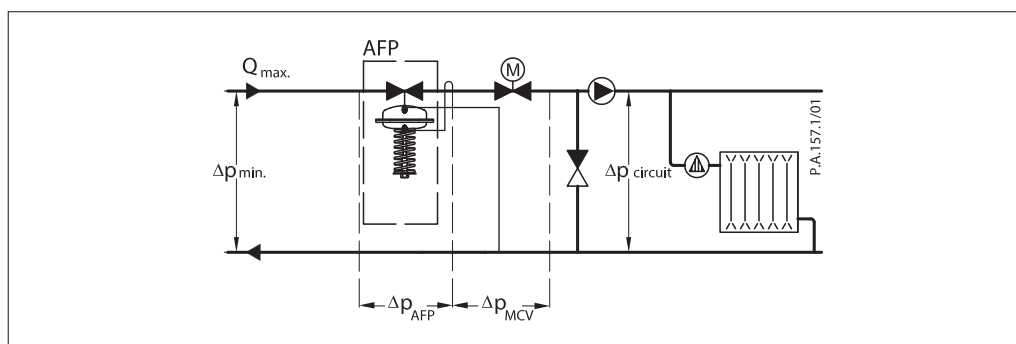 AFP
Q max.
M
P.A.157.1/01
Δp min.
Δp circuit
Δp AFP
Δp MCV